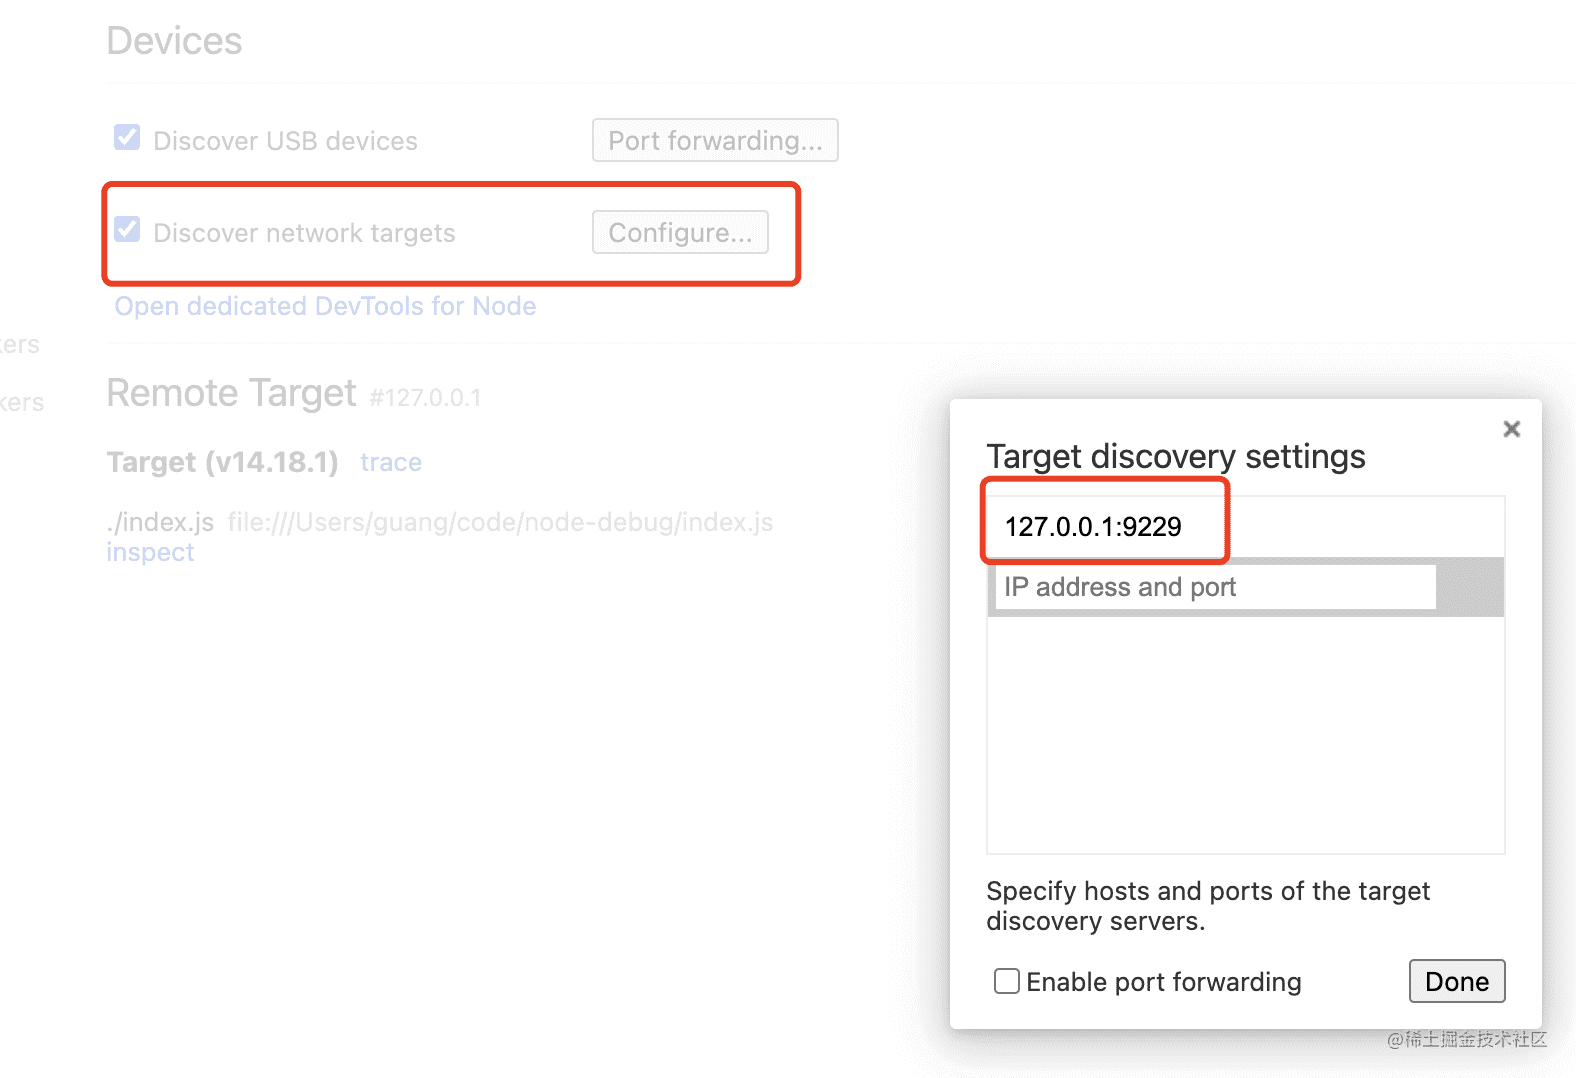 Devices
Discover USB devices
Port forwarding...
Discover network targets
Configure...
Open dedicated DevTools for Node
kers
Remote Target #127.0.0.1
Target (v14.18.1) trace
./index.js file:///Users/guang/code/node-debug/index.js
inspect
Target discovery settings
127.0.0.1:9229
IP address and port
Specify hosts and ports of the target
discovery servers.
Enable port forwarding
Done
@稀土掘金技术社区